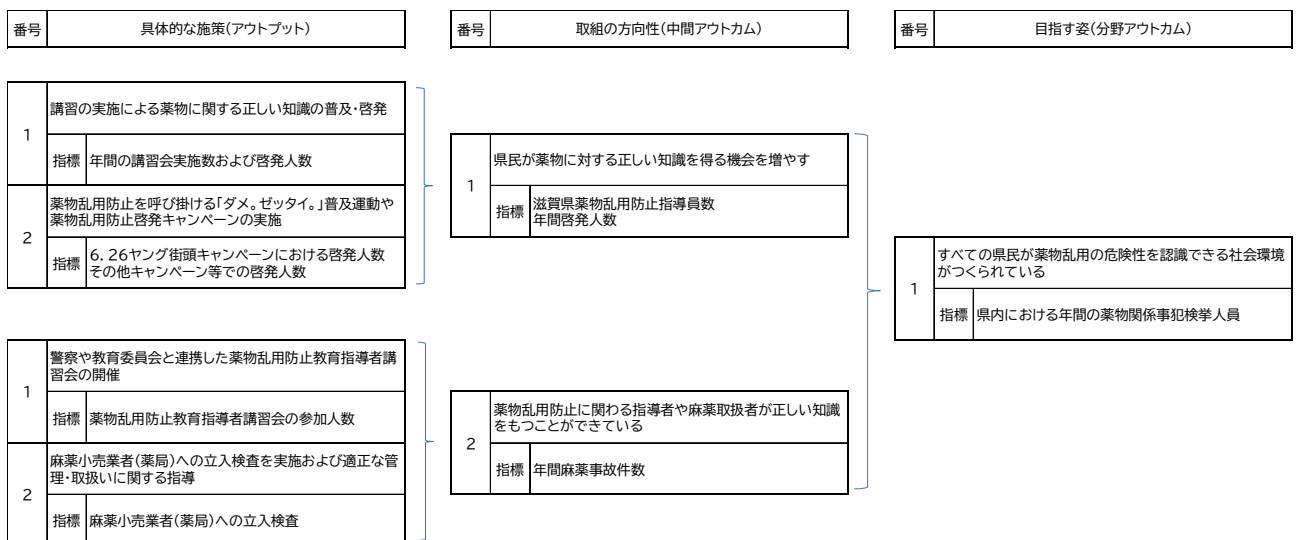 番号 具体的な施策(アウトプット)
番号 取組の方向性(中間アウトカム)
番号 目指す姿(分野アウトカム)
1
講習の実施による薬物に関する正しい知識の普及・啓発
指標 年間の講習会実施数および啓発人数
2
薬物乱用防止を呼び掛ける「ダメ。ゼッタイ。」普及運動や
薬物乱用防止啓発キャンペーンの実施
指標
6.26ヤング街頭キャンペーンにおける啓発人数
その他キャンペーン等での啓発人数
1
警察や教育委員会と連携した薬物乱用防止教育指導者講
習会の開催
指標 薬物乱用防止教育指導者講習会の参加人数
2
麻薬小売業者(薬局)への立入検査を実施および適正な管
理・取扱いに関する指導
指標 麻薬小売業者(薬局)への立入検査
1
県民が薬物に対する正しい知識を得る機会を増やす
指標
滋賀県薬物乱用防止指導員数
年間啓発人数
2
薬物乱用防止に関わる指導者や麻薬取扱者が正しい知識
をもつことができている
指標 年間麻薬事故件数
1
すべての県民が薬物乱用の危険性を認識できる社会環境
がつくられている
指標 県内における年間の薬物関係事犯検挙人員